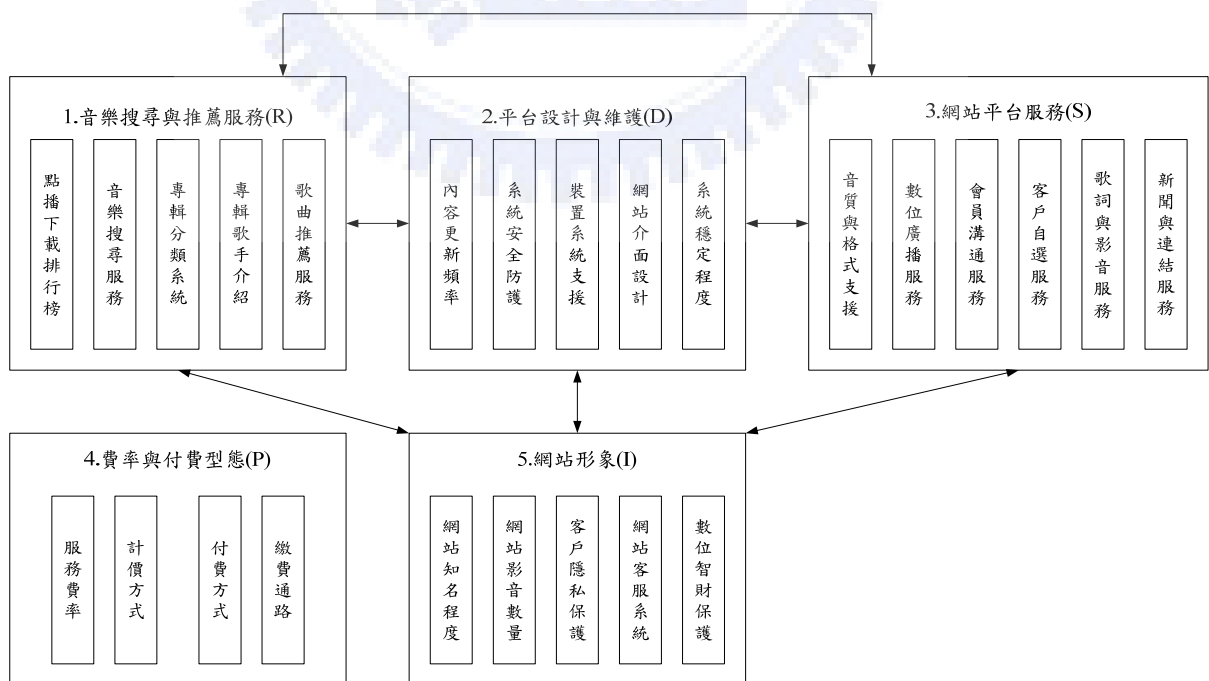 1.音樂搜尋與推薦服務(R)
點播下載排行榜
音樂搜尋服務
專輯分類系統
專輯歌手介紹
歌曲推薦服務
2.平台設計與維護(D)
內容更新頻率
系統安全防護
裝置系統支援
網站介面設計
系統穩定程度
3.網站平台服務(S)
音質與格式支援
數位廣播服務
會員溝通服務
客戶自選服務
歌詞與影音服務
新聞與連結服務
4.費率與付費型態(P)
服務費率
計價方式
付費方式
繳費通路
5.網站形象(I)
網站知名程度
網站影音數量
客戶隱私保護
網站客服系統
數位智財保護